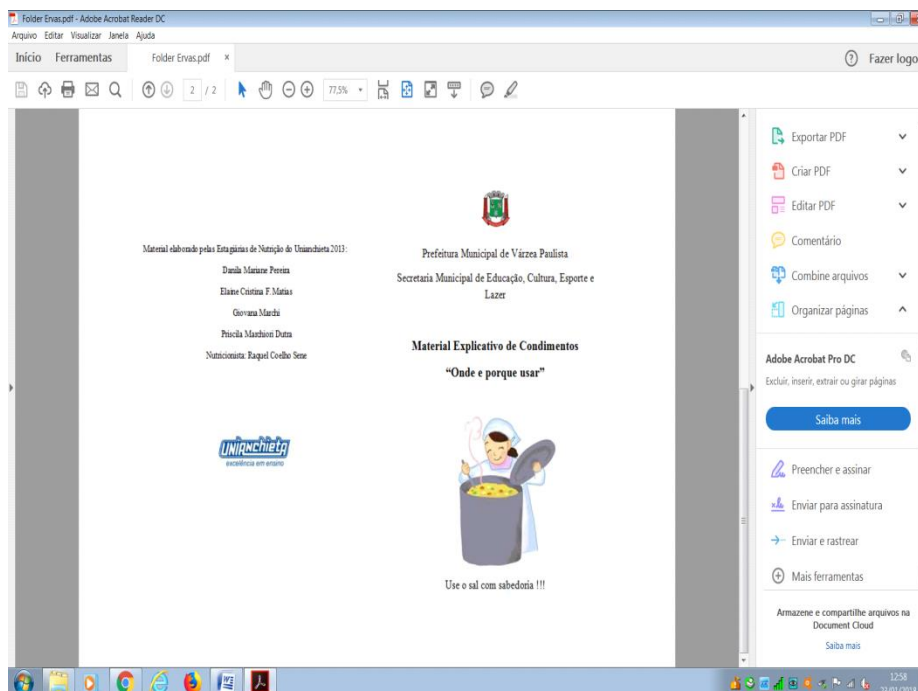 Folder Ervas.pdf - Adobe Acrobat Reader DC
Arquivo Editar Visualizar Janela Ajuda
Início Ferramentas Folder Ervas.pdf x
Fazer logo
2 / 2 77,5%
Material elaborado pelas Estagiárias de Nutrição do Unianchieta 2013:
Danila Mariane Pereira
Elaine Cristina F. Matias
Giovana Marchi
Priscila Marchiori Dutra
Nutricionista: Raquel Coelho Sene
UNIANCHIETA
excelência em ensino
Prefeitura Municipal de Várzea Paulista
Secretaria Municipal de Educação, Cultura, Esporte e
Lazer
Material Explicativo de Condimentos
“Onde e porque usar”
Use o sal com sabedoria !!!
Exportar PDF
Criar PDF
Editar PDF
Comentário
Combine arquivos
Organizar páginas
Adobe Acrobat Pro DC
Excluir, inserir, extrair ou girar páginas
Saiba mais
Preencher e assinar
Enviar para assinatura
Enviar e rastrear
Mais ferramentas
Armazene e compartilhe arquivos na
Document Cloud
Saiba mais
12:58